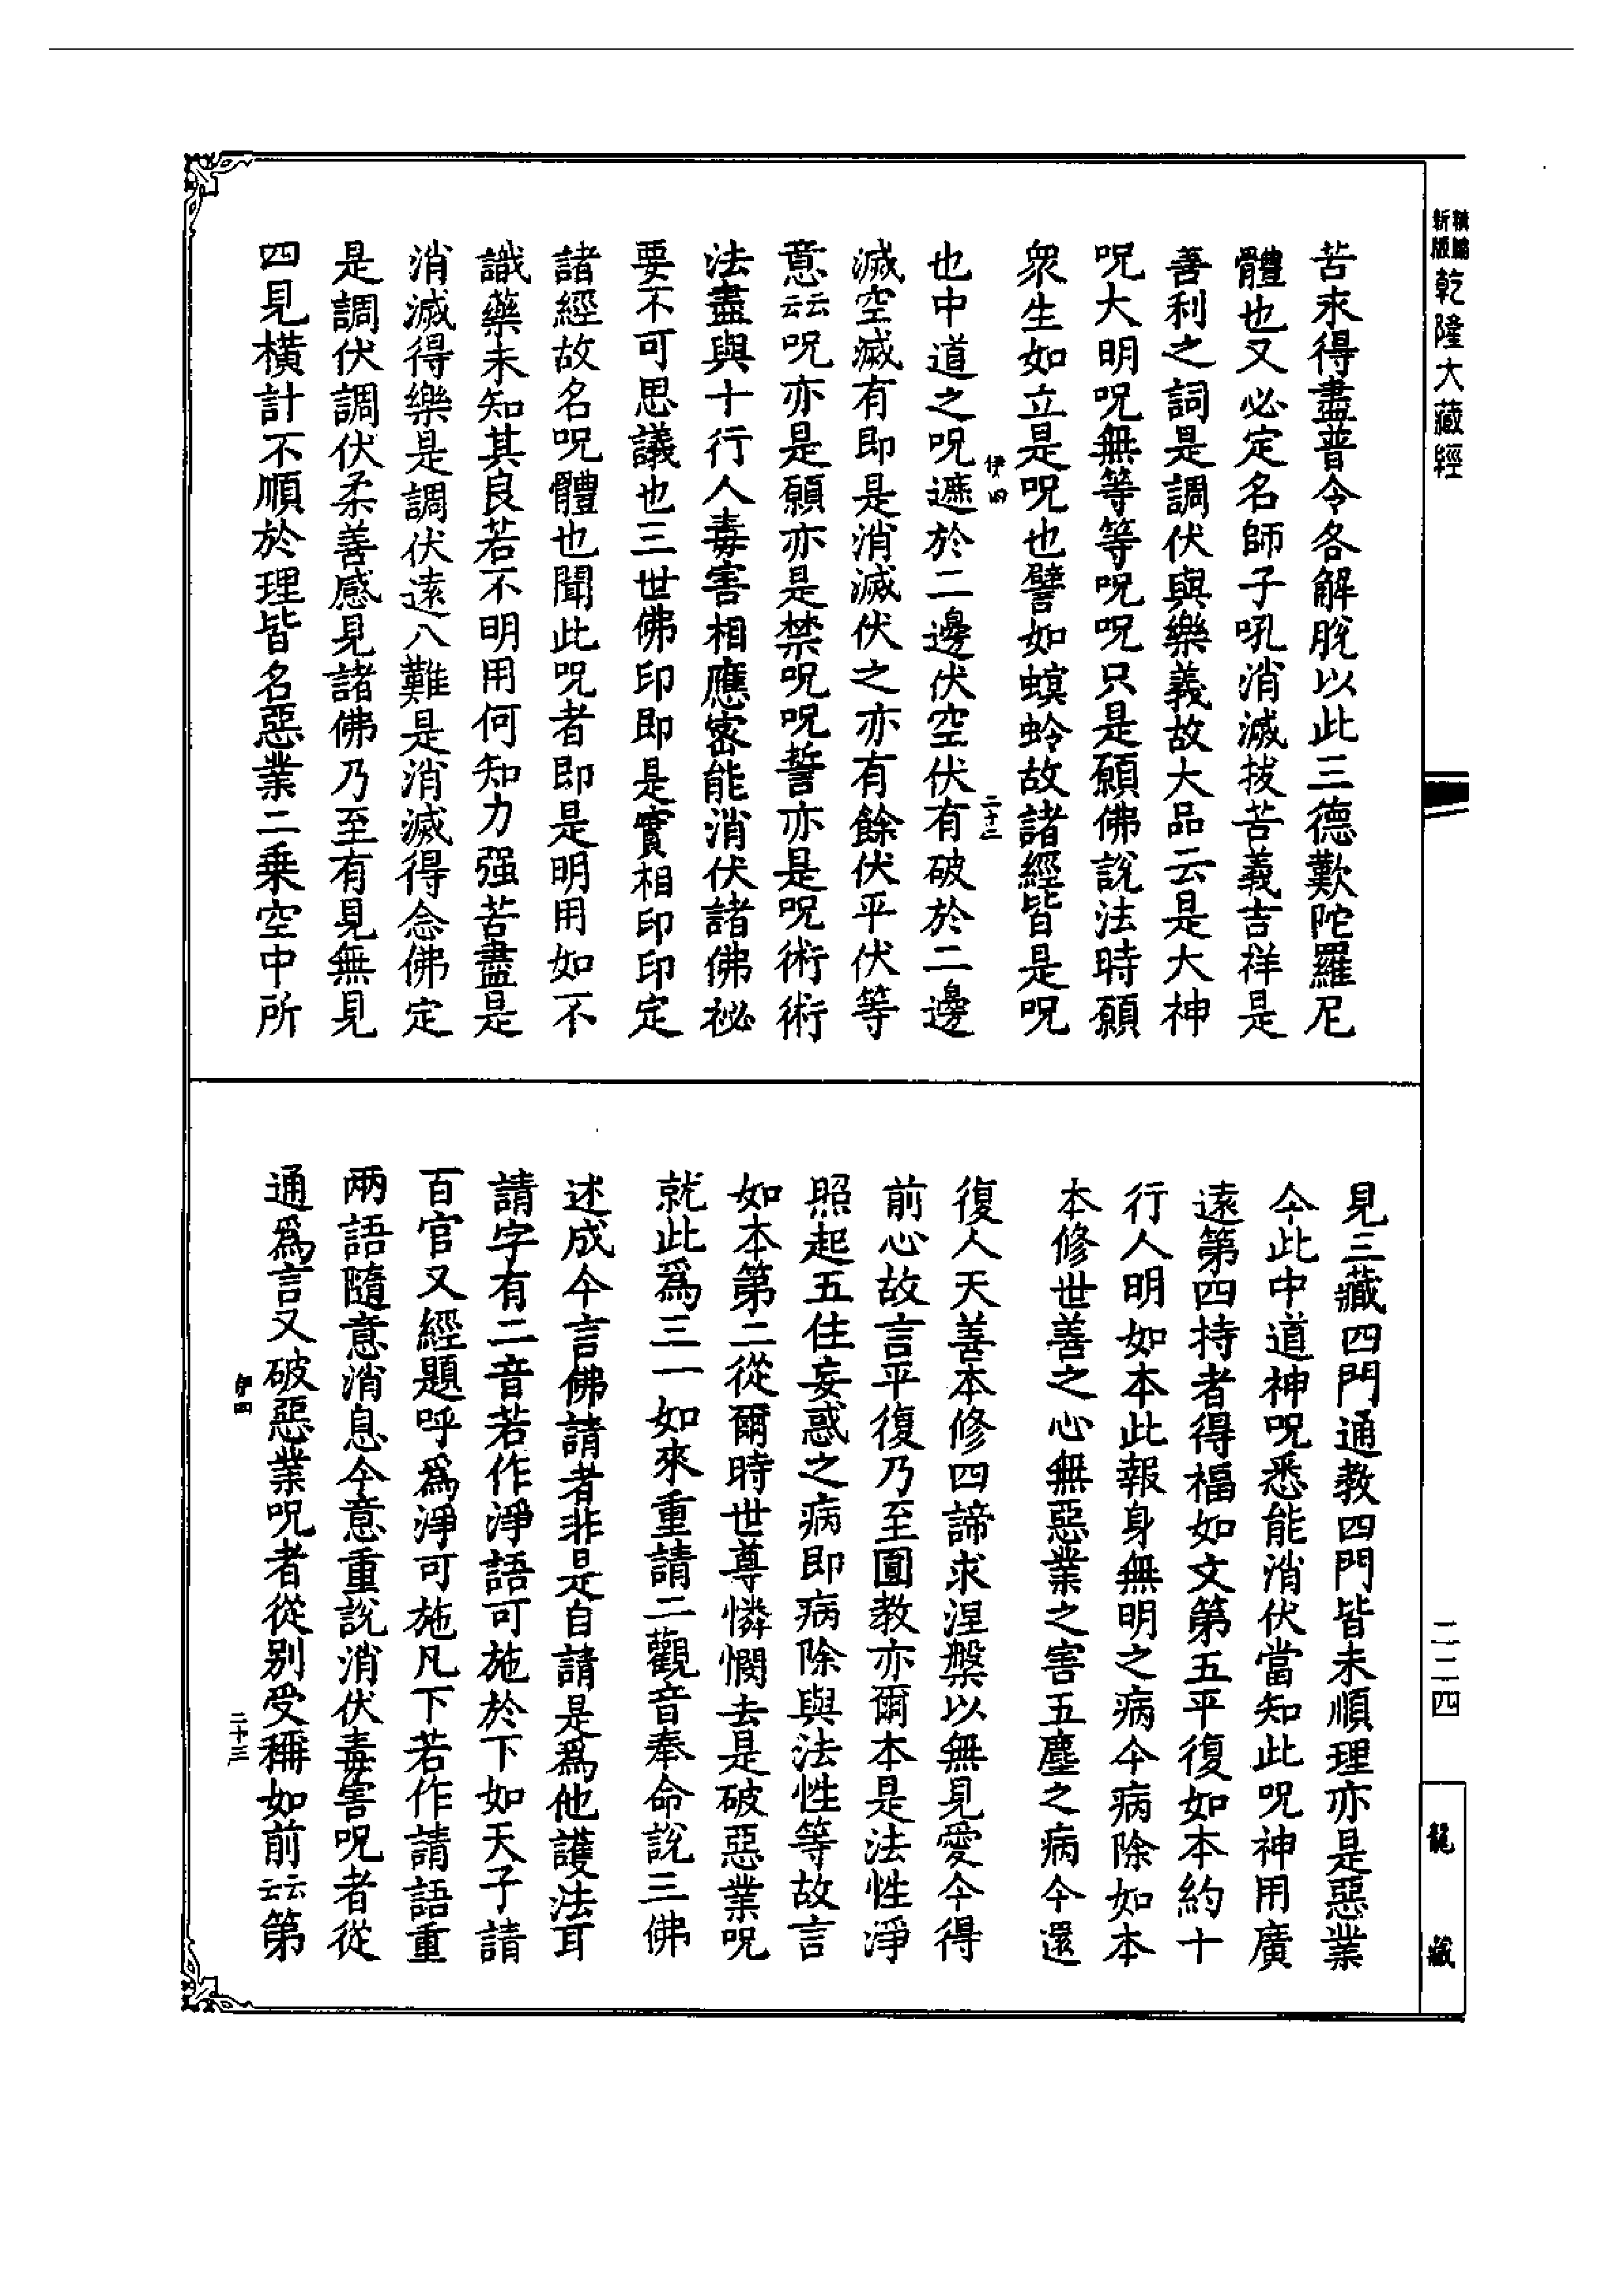 新編縮版乾隆大藏經
苦求得盡普令各解脫以此三德歎陀羅尼
體也又必定名師子吼消滅拔苦義吉祥是
善利之詞是調伏與樂義故大品云是大神
呪大明呪無等等呪呪只是願佛說法時願
衆生如立是呪也譬如螟蛉故諸經皆是呪
伊四
二十三
也中道之呪遮於二邊伏空伏有破於二邊
滅空滅有即是消滅伏之亦有餘伏平伏等
意云云呪亦是願亦是禁呪呪誓亦是呪術術
法盡與十行人毒害相應密能消伏諸佛祕
要不可思議也三世佛印即是實相印印定
諸經故名呪體也聞此呪者即是明用如不
識藥未知其良若不明用何知力强苦盡是
消滅得樂是調伏遠八難是消滅得念佛定
是調伏調伏柔善感見諸佛乃至有見無見
四見橫計不順於理皆名惡業二乘空中所
見三藏四門通教四門皆未順理亦是惡業
今此中道神呪悉能消伏當知此呪神用廣
遠第四持者得福如文第五平復如本約十
行人明如本此報身無明之病今病除如本
本修世善之心無惡業之害五塵之病今還
復人天善本修四諦求涅槃以無見愛今得
前心故言平復乃至圓教亦爾本是法性淨
照起五住妄惑之病即病除與法性等故言
如本第二從爾時世尊憐憫去是破惡業呪
就此爲三一如來重請二觀音奉命說三佛
述成今言佛請者非是自請是爲他護法耳
請字有二音若作淨語可施於下如天子請
百官又經題呼爲淨可施凡下若作請語重
兩語隨意消息今意重說消伏毒害呪者從
通爲言又破惡業呪者從別受稱如前云云第
伊四
二十三
二二四
龍藏